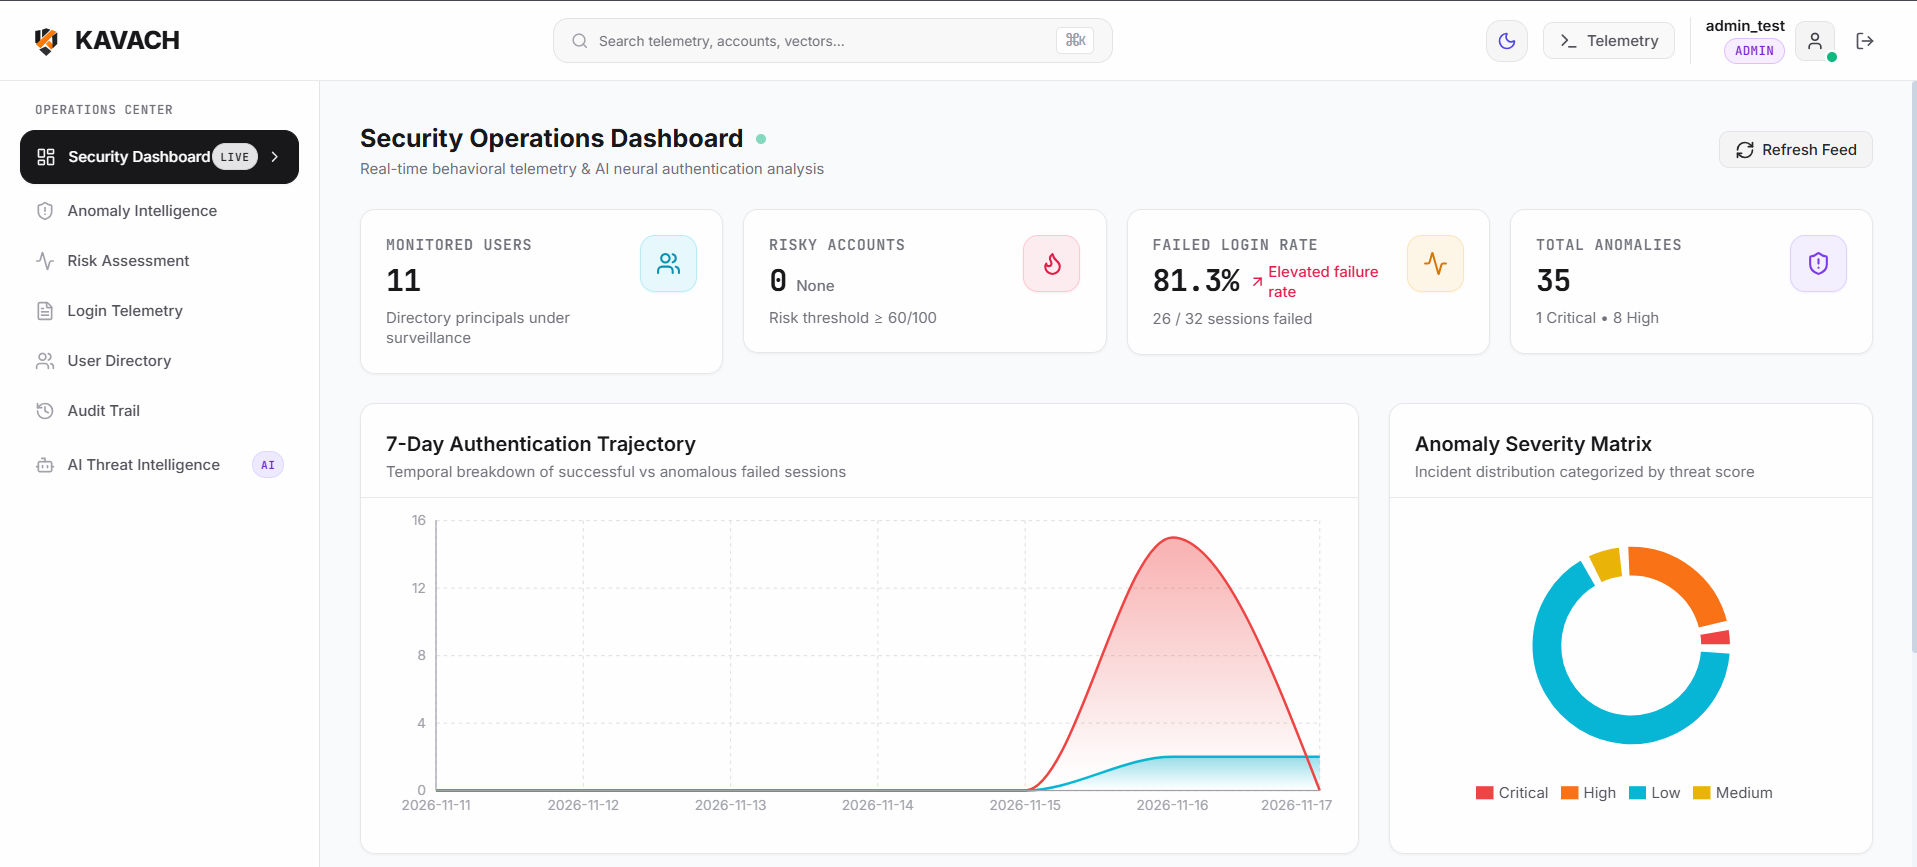 KAVACH
Search telemetry, accounts, vectors...
⌘K
Telemetry
admin_test
ADMIN
OPERATIONS CENTER
Security Dashboard LIVE
Anomaly Intelligence
Risk Assessment
Login Telemetry
User Directory
Audit Trail
AI Threat Intelligence AI
Security Operations Dashboard
Real-time behavioral telemetry & AI neural authentication analysis
Refresh Feed
MONITORED USERS
11
Directory principals under
surveillance
RISKY ACCOUNTS
0 None
Risk threshold ≥ 60/100
FAILED LOGIN RATE
81.3% Elevated failure
rate
26 / 32 sessions failed
TOTAL ANOMALIES
35
1 Critical • 8 High
7-Day Authentication Trajectory
Temporal breakdown of successful vs anomalous failed sessions
16
12
8
4
0
2026-11-11 2026-11-12 2026-11-13 2026-11-14 2026-11-15 2026-11-16 2026-11-17
Anomaly Severity Matrix
Incident distribution categorized by threat score
Critical High Low Medium